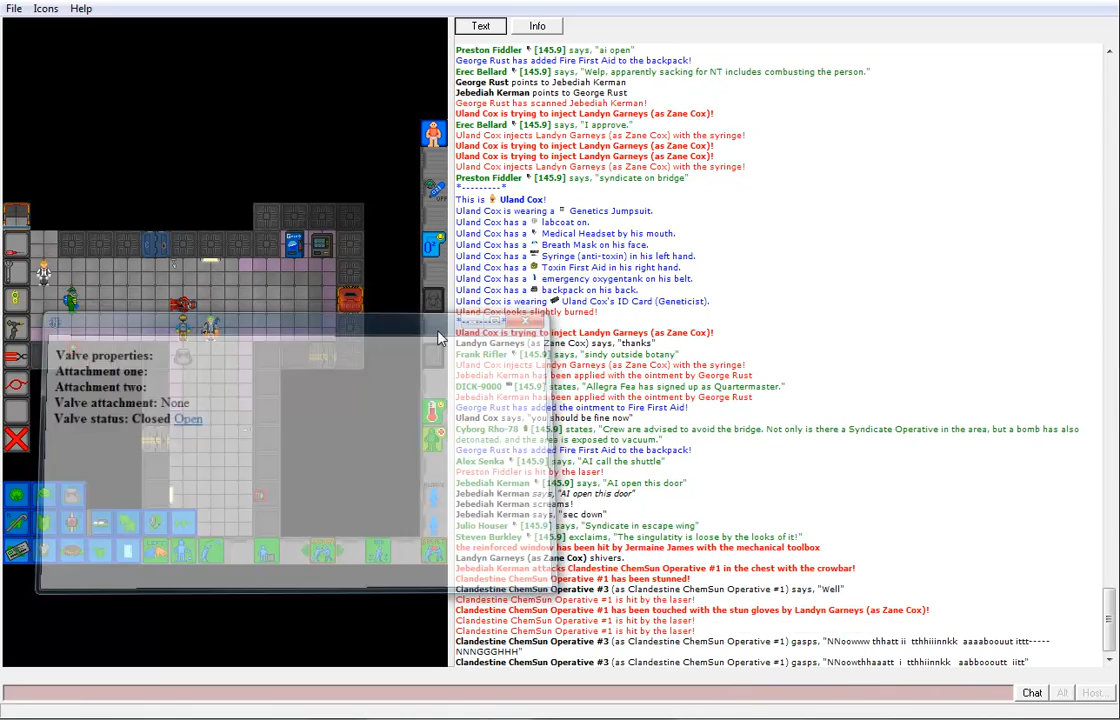 File Icons Help
Text Info
Preston Fiddler [145.9] says, "ai open"
George Rust has added Fire First Aid to the backpack!
Erec Bellard [145.9] says, "Welp, apparently sacking for NT includes combusting the person."
George Rust points to Jebediah Kerman
Jebediah Kerman points to George Rust
George Rust has scanned Jebediah Kerman!
Uland Cox is trying to inject Landyn Garneys (as Zane Cox)!
Erec Bellard [145.9] says, "I approve."
Uland Cox injects Landyn Garneys (as Zane Cox) with the syringe!
Uland Cox is trying to inject Landyn Garneys (as Zane Cox)!
Uland Cox is trying to inject Landyn Garneys (as Zane Cox)!
Uland Cox injects Landyn Garneys (as Zane Cox) with the syringe!
Preston Fiddler [145.9] says, "syndicate on bridge"
*---------*
This is Uland Cox!
Uland Cox is wearing a Genetics Jumpsuit.
Uland Cox has a labcoat on.
Uland Cox has a Medical Headset by his mouth.
Uland Cox has a Breath Mask on his face.
Uland Cox has a Syringe (anti-toxin) in his left hand.
Uland Cox has a Toxin First Aid in his right hand.
Uland Cox has a emergency oxygentank on his belt.
Uland Cox has a backpack on his back.
Uland Cox is wearing Uland Cox's ID Card (Geneticist).
Uland Cox looks slightly burned!
Uland Cox is trying to inject Landyn Garneys (as Zane Cox)!
Landyn Garneys (as Zane Cox) says, "thanks"
Frank Rifler [145.9] says, "sindy outside botany"
Uland Cox injects Landyn Garneys (as Zane Cox) with the syringe!
Jebediah Kerman has been applied with the ointment by George Rust
DICK-9000 [145.9] states, "Allegra Fea has signed up as Quartermaster."
Jebediah Kerman has been applied with the ointment by George Rust
George Rust has added the ointment to Fire First Aid!
Uland Cox says, "you should be fine now"
Cyborg Rho-78 [145.9] states, "Crew are advised to avoid the bridge. Not only is there a Syndicate Operative in the area, but a bomb has also
detonated, and the area is exposed to vacuum."
George Rust has added Fire First Aid to the backpack!
Alex Senka [145.9] says, "AI call the shuttle"
Preston Fiddler is hit by the laser!
Jebediah Kerman [145.9] says, "AI open this door"
Jebediah Kerman says, "AI open this door"
Jebediah Kerman screams!
Jebediah Kerman says, "sec down"
Julio Houser [145.9] says, "Syndicate in escape wing"
Steven Burkley [145.9] exclaims, "The singulatity is loose by the looks of it!"
the reinforced window has been hit by Jermaine James with the mechanical toolbox
Landyn Garneys (as Zane Cox) shivers.
Jebediah Kerman attacks Clandestine ChemSun Operative #1 in the chest with the crowbar!
Clandestine ChemSun Operative #1 has been stunned!
Clandestine ChemSun Operative #3 (as Clandestine ChemSun Operative #1) says, "Well"
Clandestine ChemSun Operative #1 is hit by the laser!
Clandestine ChemSun Operative #1 has been touched with the stun gloves by Landyn Garneys (as Zane Cox)!
Clandestine ChemSun Operative #1 is hit by the laser!
Clandestine ChemSun Operative #1 is hit by the laser!
Clandestine ChemSun Operative #3 (as Clandestine ChemSun Operative #1) gasps, "NNoowww thhatt ii tthhiiinnkk aaaaboouut ittt-----
NNNGGGHHH"
Clandestine ChemSun Operative #3 (as Clandestine ChemSun Operative #1) gasps, "NNoowthhaaatt i tthhiiinnkk abboooutt iitt"
Valve properties:
Attachment one:
Attachment two:
Valve attachment: None
Valve status: Closed Open
OFF
Chat Alt Host...